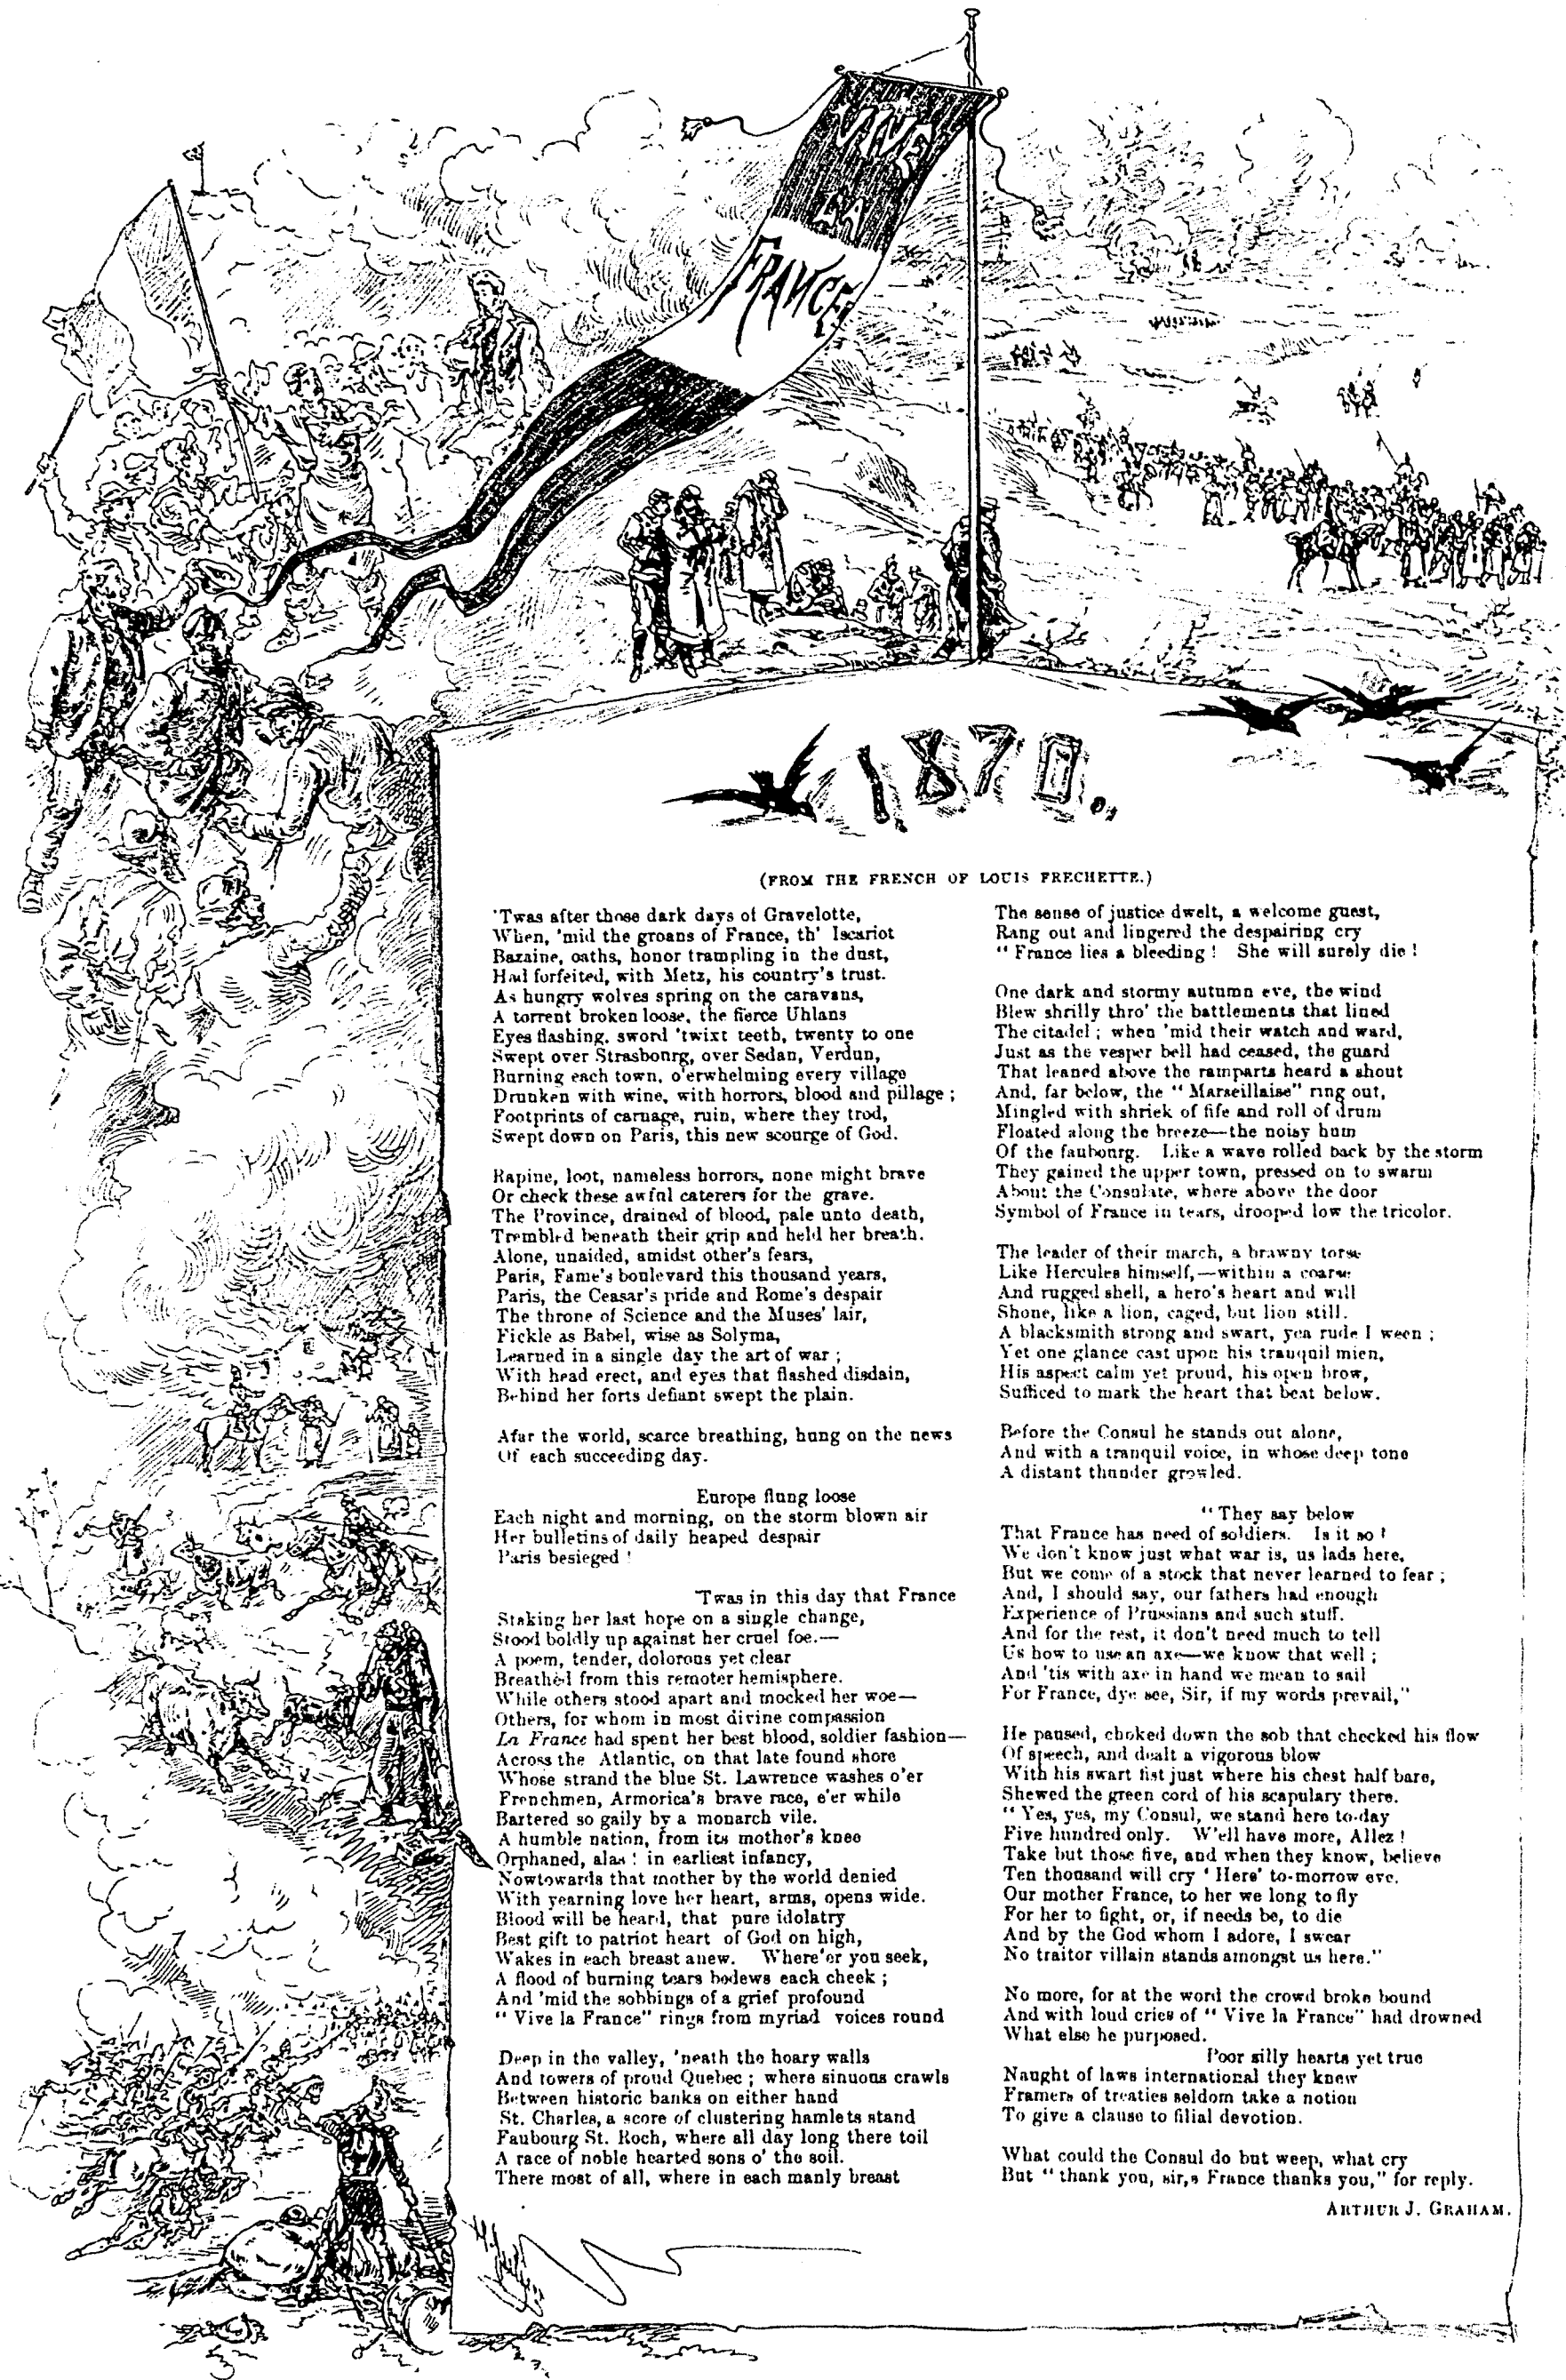 VIVE
LA
FRANCE
1870.
(FROM THE FRENCH OF LOUIS FRECHETTE.)
'Twas after those dark days of Gravelotte,
When, 'mid the groans of France, th' Iscariot
Bazaine, oaths, honor trampling in the dust,
Had forfeited, with Metz, his country's trust.
As hungry wolves spring on the caravans,
A torrent broken loose, the fierce Uhlans
Eyes flashing, sword 'twixt teeth, twenty to one
Swept over Strasbourg, over Sedan, Verdun,
Burning each town, o'erwhelming every village
Drunken with wine, with horrors, blood and pillage ;
Footprints of carnage, ruin, where they trod,
Swept down on Paris, this new scourge of God.
Rapine, loot, nameless horrors, none might brave
Or check these awful caterers for the grave.
The Province, drained of blood, pale unto death,
Trembled beneath their grip and held her breath.
Alone, unaided, amidst other's fears,
Paris, Fame's boulevard this thousand years,
Paris, the Ceasar's pride and Rome's despair
The throne of Science and the Muses' lair,
Fickle as Babel, wise as Solyma,
Learned in a single day the art of war ;
With head erect, and eyes that flashed disdain,
Behind her forts defiant swept the plain.
Afar the world, scarce breathing, hung on the news
Of each succeeding day.
Europe flung loose
Each night and morning, on the storm blown air
Her bulletins of daily heaped despair
Paris besieged !
'Twas in this day that France
Staking her last hope on a single change,
Stood boldly up against her cruel foe.—
A poem, tender, dolorous yet clear
Breathèd from this remoter hemisphere.
While others stood apart and mocked her woe—
Others, for whom in most divine compassion
La France had spent her best blood, soldier fashion—
Across the Atlantic, on that late found shore
Whose strand the blue St. Lawrence washes o'er
Frenchmen, Armorica's brave race, e'er while
Bartered so gaily by a monarch vile.
A humble nation, from its mother's knee
Orphaned, alas ! in earliest infancy,
Nowtowards that mother by the world denied
With yearning love her heart, arms, opens wide.
Blood will be heard, that pure idolatry
Best gift to patriot heart of God on high,
Wakes in each breast anew. Where'er you seek,
A flood of burning tears bedews each cheek ;
And 'mid the sobbings of a grief profound
" Vive la France" rings from myriad voices round
Deep in the valley, 'neath the hoary walls
And towers of proud Quebec ; where sinuous crawls
Between historic banks on either hand
St. Charles, a score of clustering hamlets stand
Faubourg St. Roch, where all day long there toil
A race of noble hearted sons o' the soil.
There most of all, where in each manly breast
The sense of justice dwelt, a welcome guest,
Rang out and lingered the despairing cry
" France lies a bleeding ! She will surely die !
One dark and stormy autumn eve, the wind
Blew shrilly thro' the battlements that lined
The citadel ; when 'mid their watch and ward,
Just as the vesper bell had ceased, the guard
That leaned above the ramparts heard a shout
And, far below, the " Marseillaise" ring out,
Mingled with shriek of fife and roll of drum
Floated along the breeze—the noisy hum
Of the faubourg. Like a wave rolled back by the storm
They gained the upper town, pressed on to swarm
About the Consulate, where above the door
Symbol of France in tears, drooped low the tricolor.
The leader of their march, a brawny torse
Like Hercules himself,—within a coarse
And rugged shell, a hero's heart and will
Shone, like a lion, caged, but lion still.
A blacksmith strong and swart, yea rude I ween ;
Yet one glance cast upon his tranquil mien,
His aspect calm yet proud, his open brow,
Sufficed to mark the heart that beat below.
Before the Consul he stands out alone,
And with a tranquil voice, in whose deep tone
A distant thunder growled.
" They say below
That France has need of soldiers. Is it so ?
We don't know just what war is, us lads here,
But we come of a stock that never learned to fear ;
And, I should say, our fathers had enough
Experience of Prussians and such stuff.
And for the rest, it don't need much to tell
Us how to use an axe—we know that well ;
And 'tis with axe in hand we mean to sail
For France, dye see, Sir, if my words prevail,"
He paused, choked down the sob that checked his flow
Of speech, and dealt a vigorous blow
With his swart fist just where his chest half bare,
Shewed the green cord of his scapulary there.
" Yes, yes, my Consul, we stand here to-day
Five hundred only. W'ell have more, Allez !
Take but those five, and when they know, believe
Ten thousand will cry ' Here' to-morrow eve.
Our mother France, to her we long to fly
For her to fight, or, if needs be, to die
And by the God whom I adore, I swear
No traitor villain stands amongst us here."
No more, for at the word the crowd broke bound
And with loud cries of " Vive la France" had drowned
What else he purposed.
Poor silly hearts yet true
Naught of laws international they knew
Framers of treaties seldom take a notion
To give a clause to filial devotion.
What could the Consul do but weep, what cry
But " thank you, sir,s France thanks you," for reply.
ARTHUR J. GRAHAM.